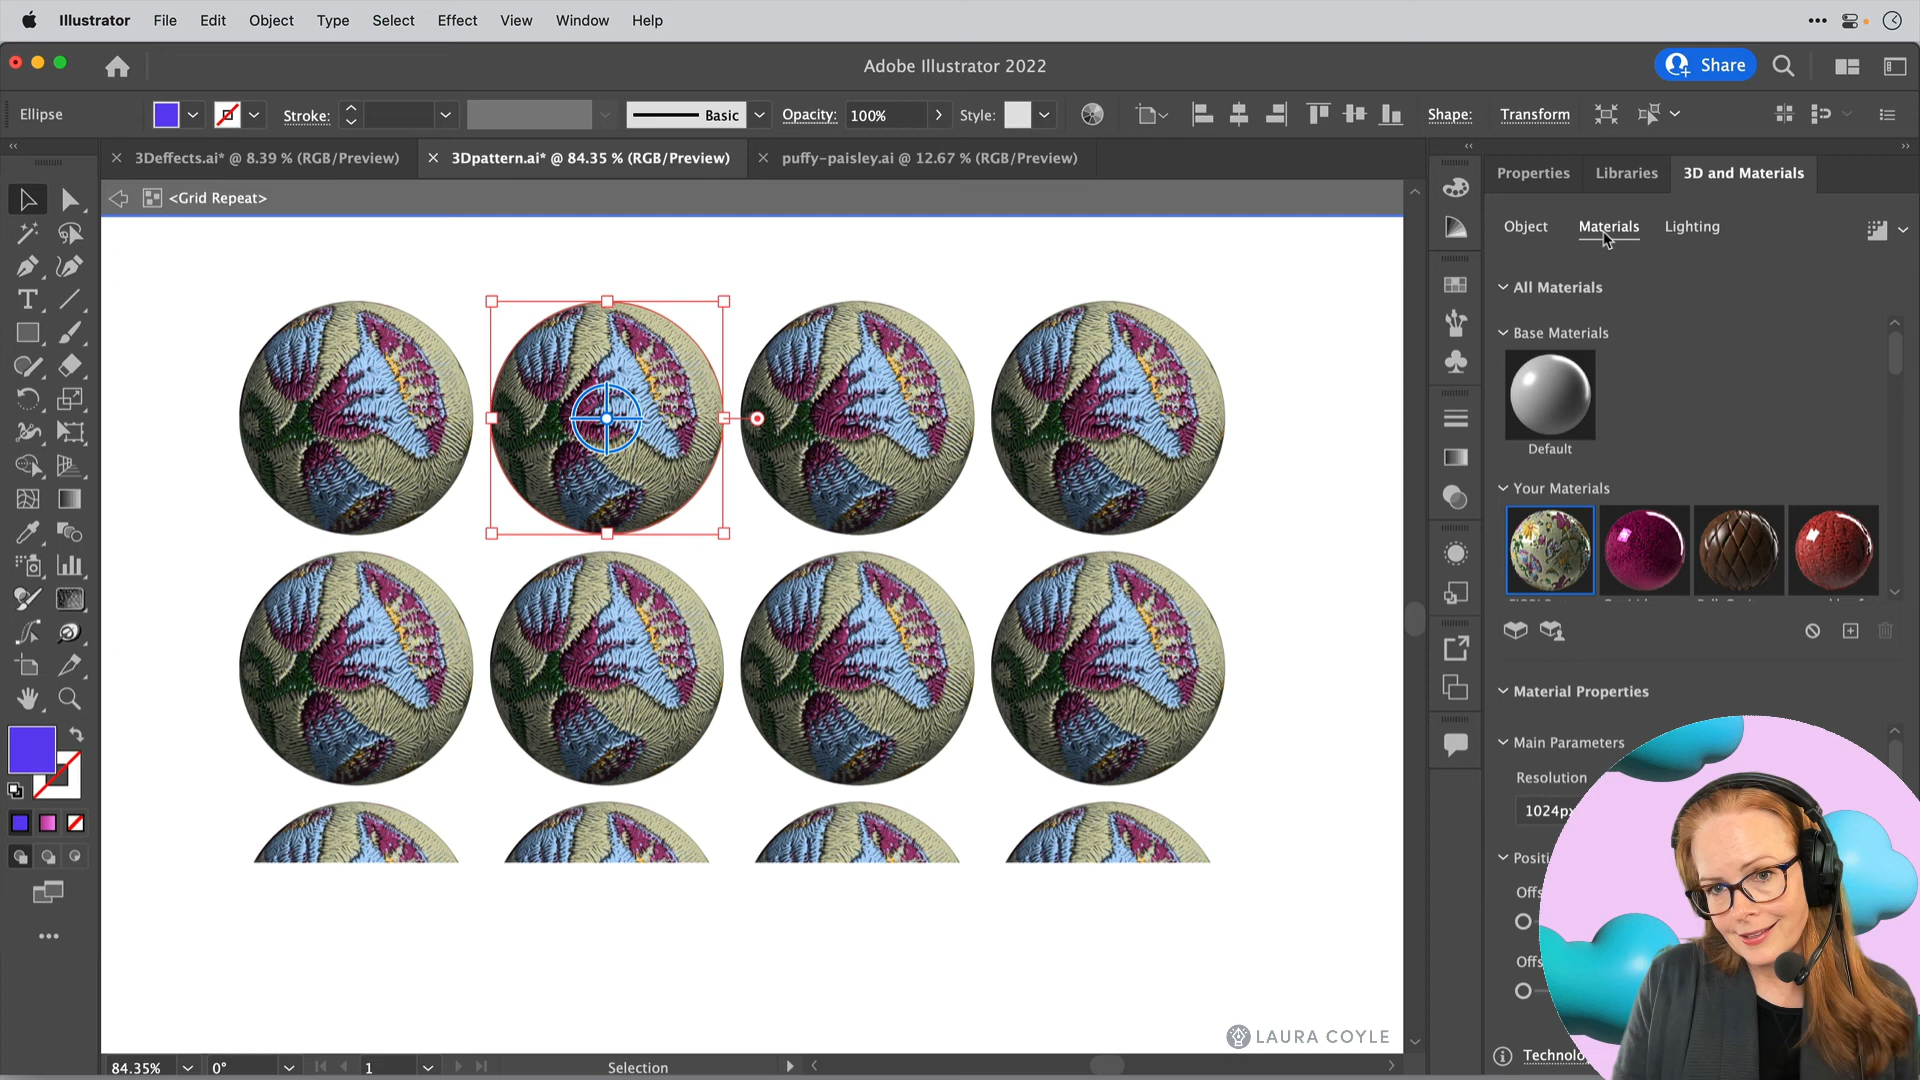 Illustrator File Edit Object Type Select Effect View Window Help
Adobe Illustrator 2022
Share
Ellipse
Stroke:
Basic
Opacity: 100%
Style:
Shape:
Transform
3Deffects.ai* @ 8.39 % (RGB/Preview)
3Dpattern.ai* @ 84.35 % (RGB/Preview)
puffy-paisley.ai @ 12.67 % (RGB/Preview)
Properties Libraries 3D and Materials
<Grid Repeat>
Object Materials Lighting
All Materials
Base Materials
Default
Your Materials
Material Properties
Main Parameters
Resolution
1024px
Positi
Offs
Offs
LAURA COYLE
Technolo
84.35% 0° 1 Selection